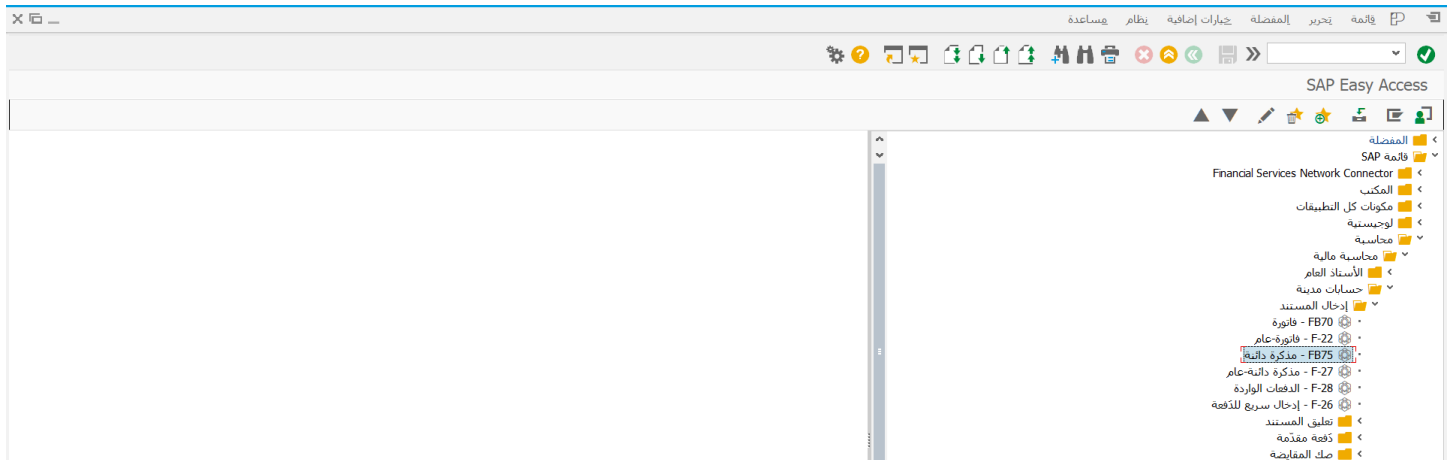 قائمة تحرير المفضلة خيارات إضافية نظام مساعدة
SAP Easy Access
المفضلة
قائمة SAP
Financial Services Network Connector
المكتب
مكونات كل التطبيقات
لوجيستية
محاسبة
محاسبة مالية
الأستاذ العام
حسابات مدينة
إدخال المستند
FB70 - فاتورة
F-22 - فاتورة-عام
FB75 - مذكرة دائنة
F-27 - مذكرة دائنة-عام
F-28 - الدفعات الواردة
F-26 - إدخال سريع للدّفعة
تعليق المستند
دَفعة مقدّمة
صك المقايضة